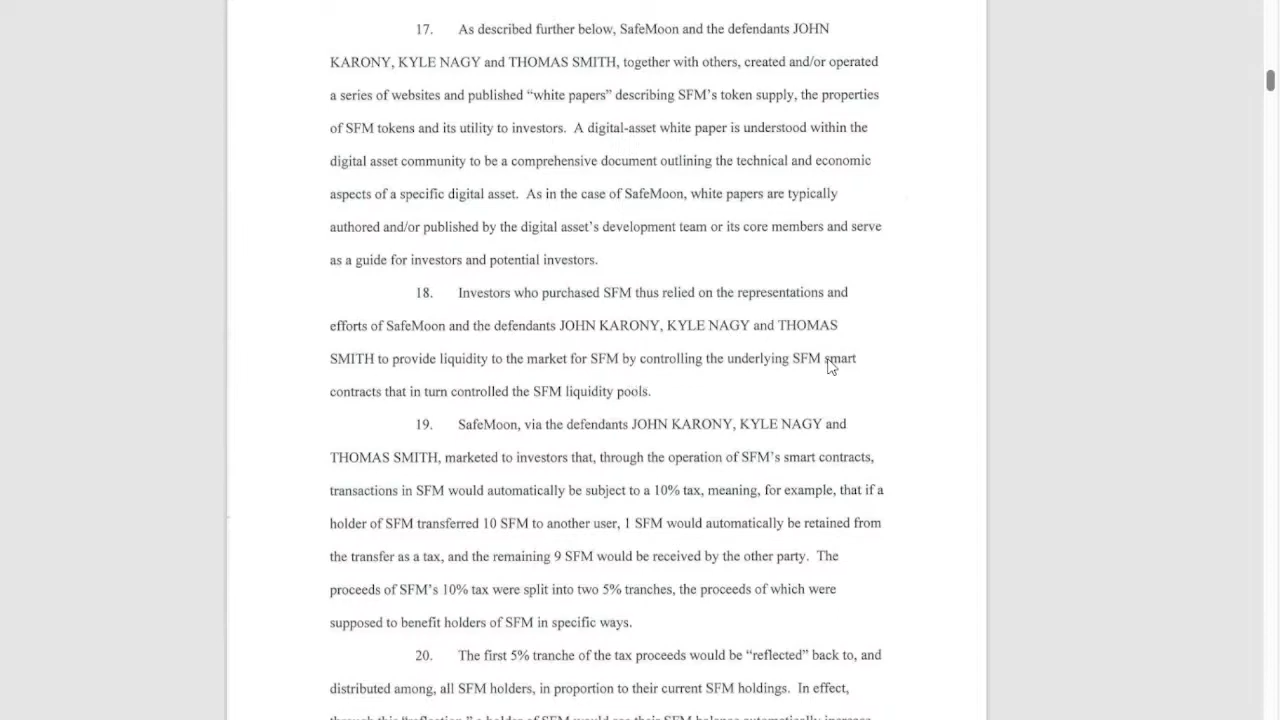 17. As described further below, SafeMoon and the defendants JOHN
KARONY, KYLE NAGY and THOMAS SMITH, together with others, created and/or operated
a series of websites and published “white papers” describing SFM’s token supply, the properties
of SFM tokens and its utility to investors. A digital-asset white paper is understood within the
digital asset community to be a comprehensive document outlining the technical and economic
aspects of a specific digital asset. As in the case of SafeMoon, white papers are typically
authored and/or published by the digital asset’s development team or its core members and serve
as a guide for investors and potential investors.
18. Investors who purchased SFM thus relied on the representations and
efforts of SafeMoon and the defendants JOHN KARONY, KYLE NAGY and THOMAS
SMITH to provide liquidity to the market for SFM by controlling the underlying SFM smart
contracts that in turn controlled the SFM liquidity pools.
19. SafeMoon, via the defendants JOHN KARONY, KYLE NAGY and
THOMAS SMITH, marketed to investors that, through the operation of SFM’s smart contracts,
transactions in SFM would automatically be subject to a 10% tax, meaning, for example, that if a
holder of SFM transferred 10 SFM to another user, 1 SFM would automatically be retained from
the transfer as a tax, and the remaining 9 SFM would be received by the other party. The
proceeds of SFM’s 10% tax were split into two 5% tranches, the proceeds of which were
supposed to benefit holders of SFM in specific ways.
20. The first 5% tranche of the tax proceeds would be “reflected” back to, and
distributed among, all SFM holders, in proportion to their current SFM holdings. In effect,
through this “reflection,” a holder of SFM would see their SFM balance automatically increase